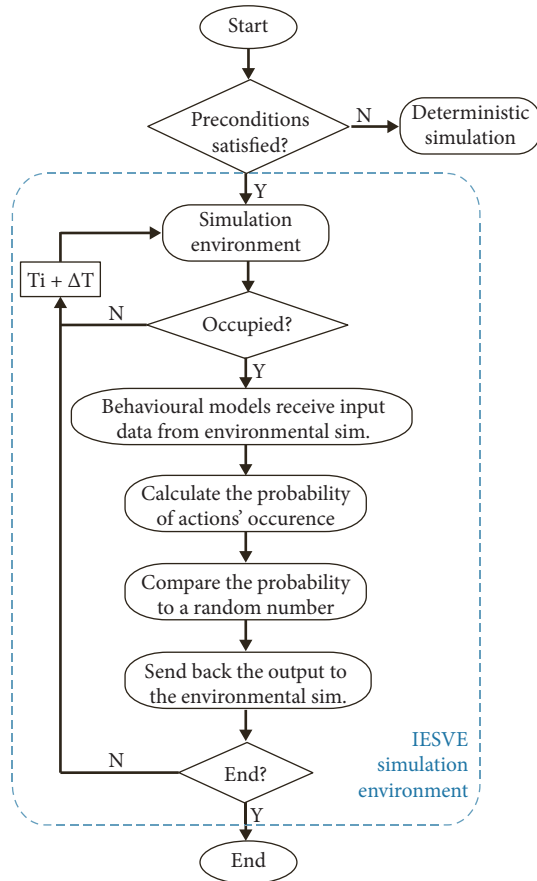 Start
Preconditions
satisfied?
N
Deterministic
simulation
Y
Simulation
environment
Ti + ΔT
N
Occupied?
Y
Behavioural models receive input
data from environmental sim.
Calculate the probability
of actions’ occurence
Compare the probability
to a random number
Send back the output to
the environmental sim.
IESVE
simulation
environment
N
End?
Y
End